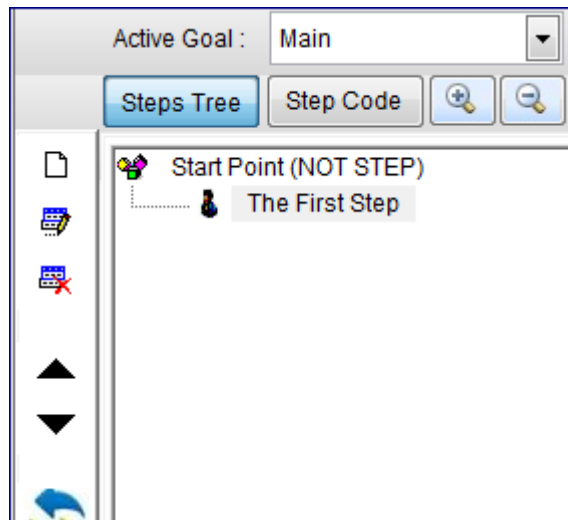 Active Goal : Main
Steps Tree Step Code
Start Point (NOT STEP)
The First Step